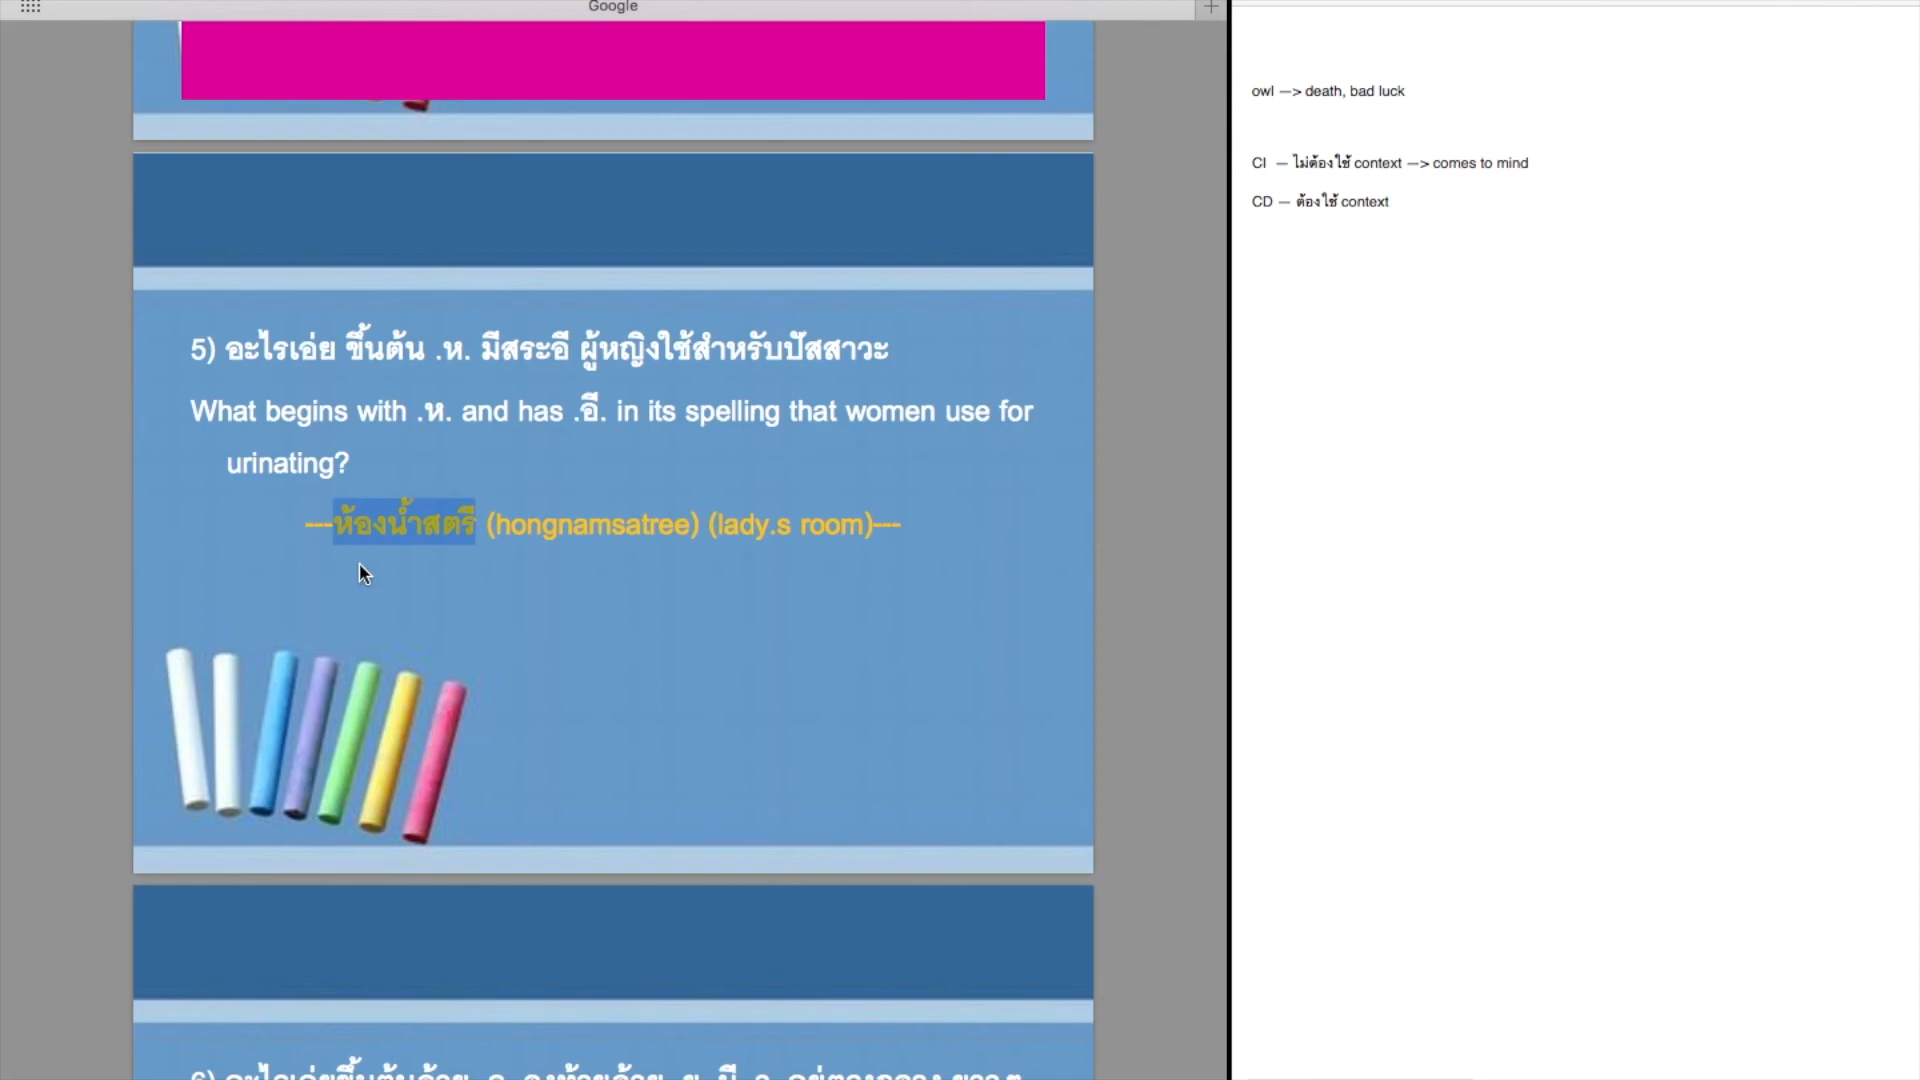 Google
5) อะไรเอ่ย ขึ้นต้น .ห. มีสระอี ผู้หญิงใช้สำหรับปัสสาวะ
What begins with .ห. and has .อี. in its spelling that women use for
urinating?
---ห้องน้ำสตรี (hongnamsatree) (lady.s room)---
owl —> death, bad luck
CI — ไม่ต้องใช้ context —> comes to mind
CD — ต้องใช้ context